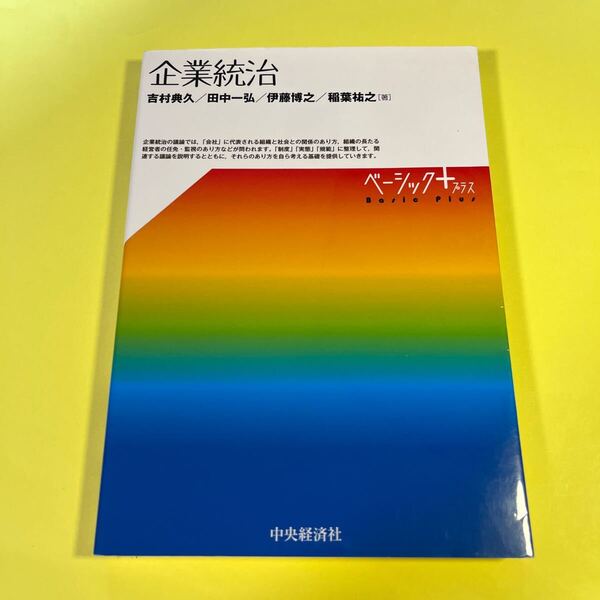 企業統治
吉村典久／田中一弘／伊藤博之／稲葉祐之[著]
企業統治の議論では，「会社」に代表される組織と社会との関係のあり方，組織の長たる
経営者の任免・監視のあり方などが問われます。「制度」「実態」「規範」に整理して，関
連する議論を説明するとともに，それらのあり方を自ら考える基礎を提供していきます。
ベーシック＋プラス
Basic Plus
中央経済社